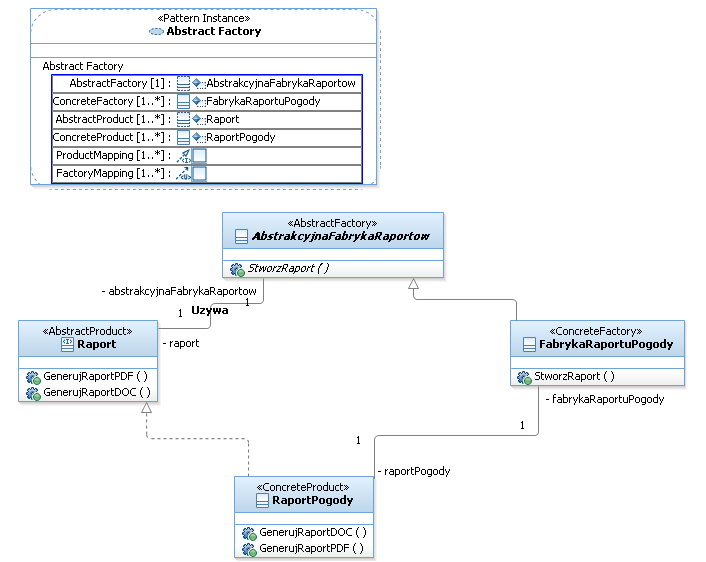 «Pattern Instance»
Abstract Factory
Abstract Factory
AbstractFactory [1] : AbstrakcyjnaFabrykaRaportow
ConcreteFactory [1..*] : FabrykaRaportuPogody
AbstractProduct [1..*] : Raport
ConcreteProduct [1..*] : RaportPogody
ProductMapping [1..*] :
FactoryMapping [1..*] :
«AbstractFactory»
AbstrakcyjnaFabrykaRaportow
StworzRaport ( )
- abstrakcyjnaFabrykaRaportow
1
1
Uzywa
- raport
«AbstractProduct»
Raport
GenerujRaportPDF ( )
GenerujRaportDOC ( )
«ConcreteFactory»
FabrykaRaportuPogody
StworzRaport ( )
- fabrykaRaportuPogody
1
1
- raportPogody
«ConcreteProduct»
RaportPogody
GenerujRaportDOC ( )
GenerujRaportPDF ( )